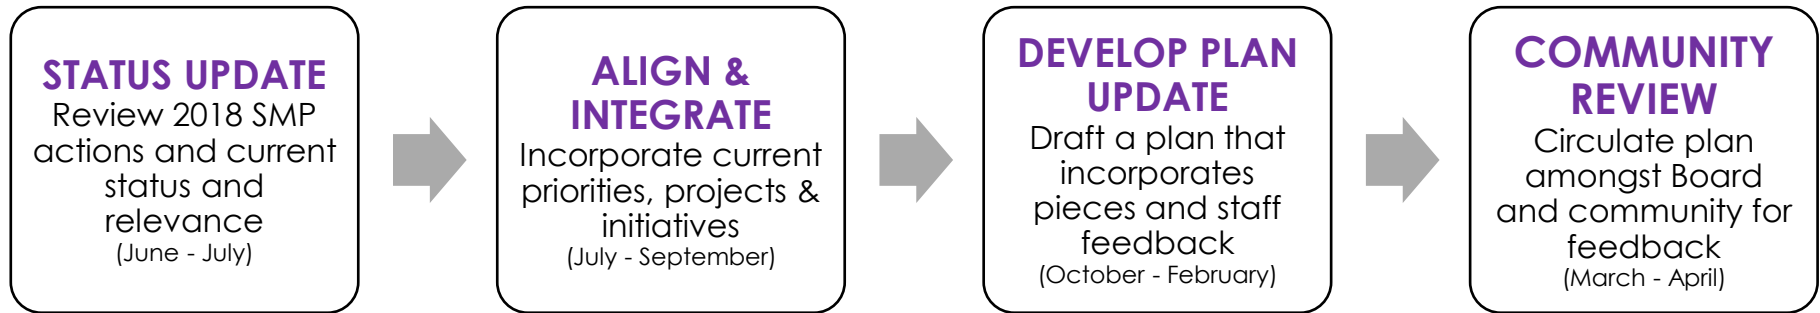 STATUS UPDATE
Review 2018 SMP
actions and current
status and
relevance
(June - July)
ALIGN &
INTEGRATE
Incorporate current
priorities, projects &
initiatives
(July - September)
DEVELOP PLAN
UPDATE
Draft a plan that
incorporates
pieces and staff
feedback
(October - February)
COMMUNITY
REVIEW
Circulate plan
amongst Board
and community for
feedback
(March - April)